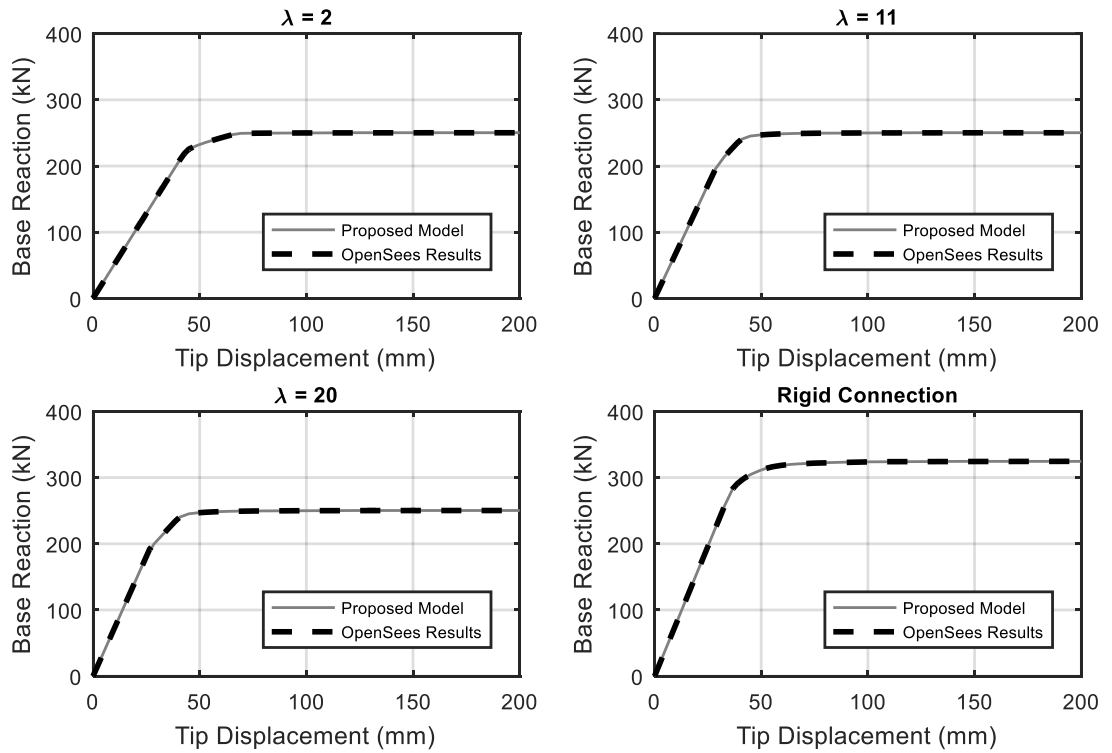 λ = 2
400
300
200
100
0
Base Reaction (kN)
Proposed Model
OpenSees Results
0 50 100 150 200
Tip Displacement (mm)
λ = 11
400
300
200
100
0
Base Reaction (kN)
Proposed Model
OpenSees Results
0 50 100 150 200
Tip Displacement (mm)
λ = 20
400
300
200
100
0
Base Reaction (kN)
Proposed Model
OpenSees Results
0 50 100 150 200
Tip Displacement (mm)
Rigid Connection
400
300
200
100
0
Base Reaction (kN)
Proposed Model
OpenSees Results
0 50 100 150 200
Tip Displacement (mm)